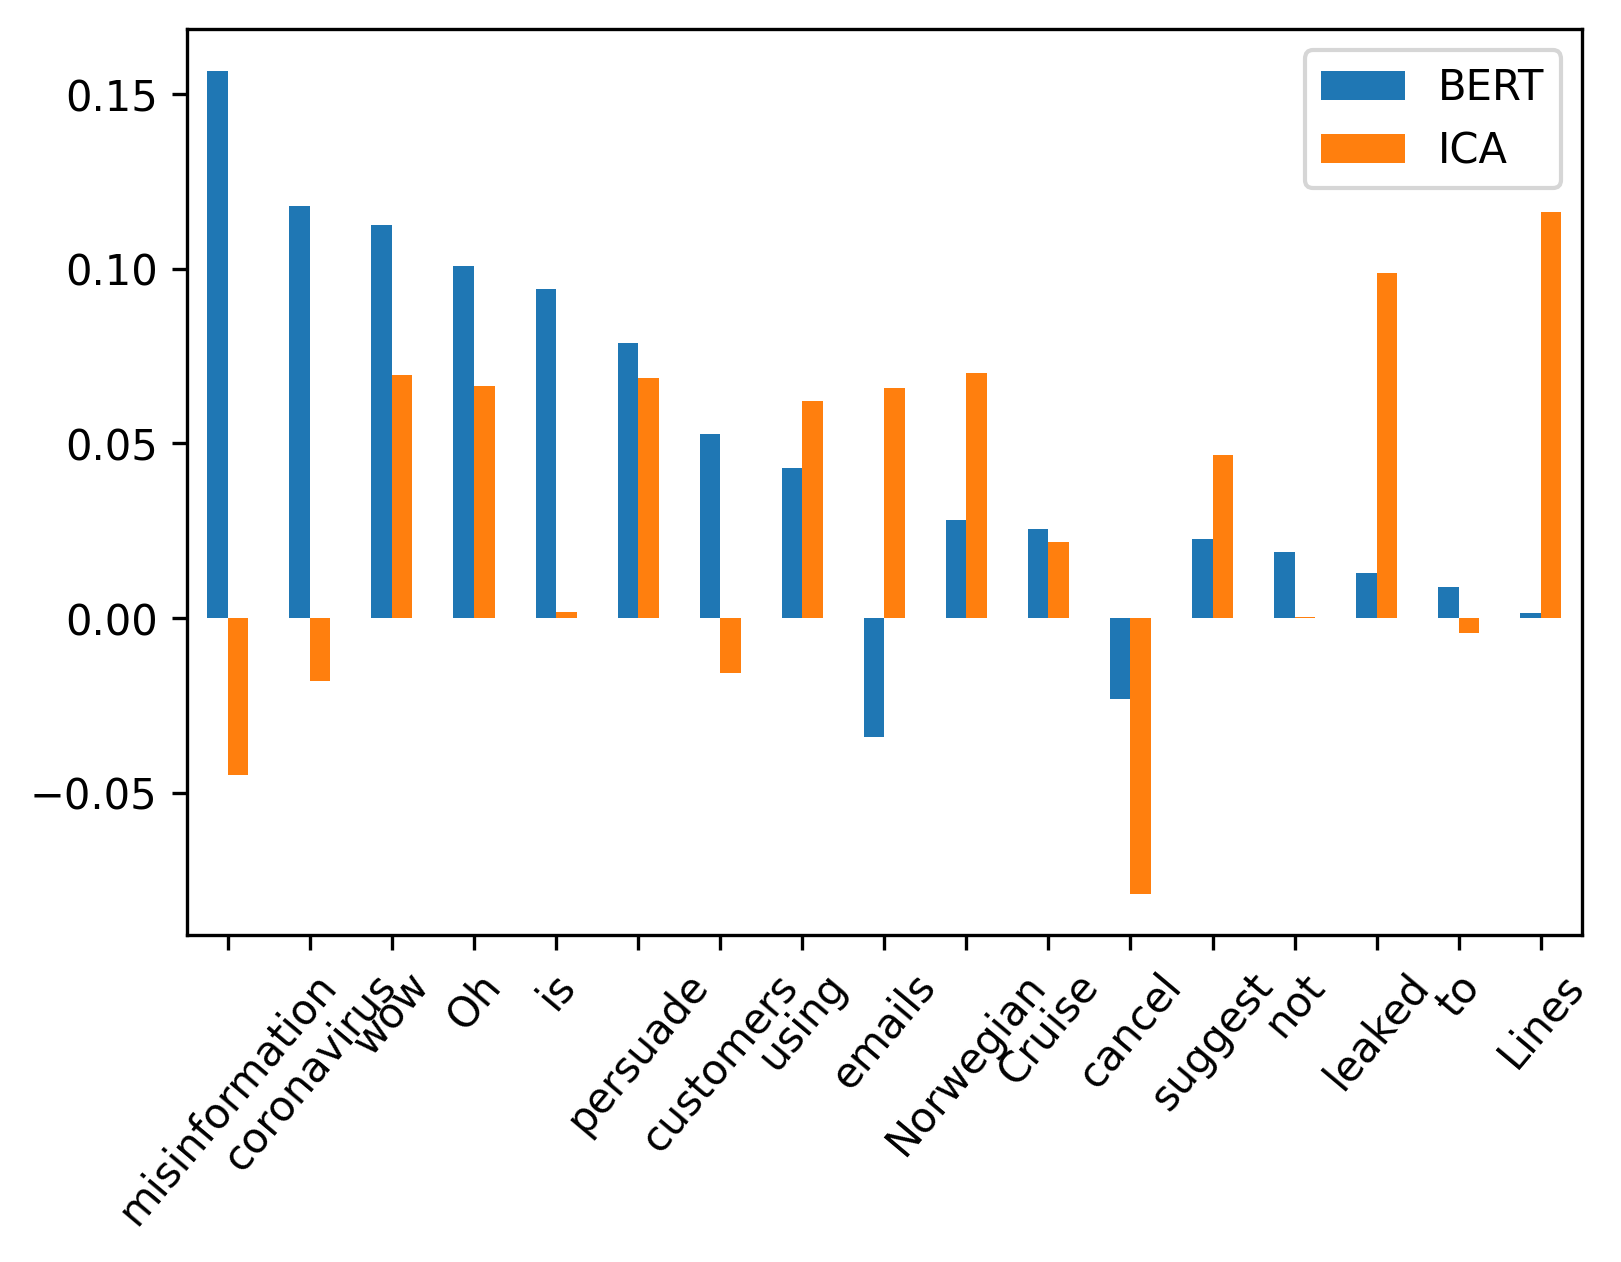 BERT
ICA
0.15
0.10
0.05
0.00
−0.05
misinformation
coronavirus
wow
Oh
is
persuade
customers
using
emails
Norwegian
Cruise
cancel
suggest
not
leaked
to
Lines